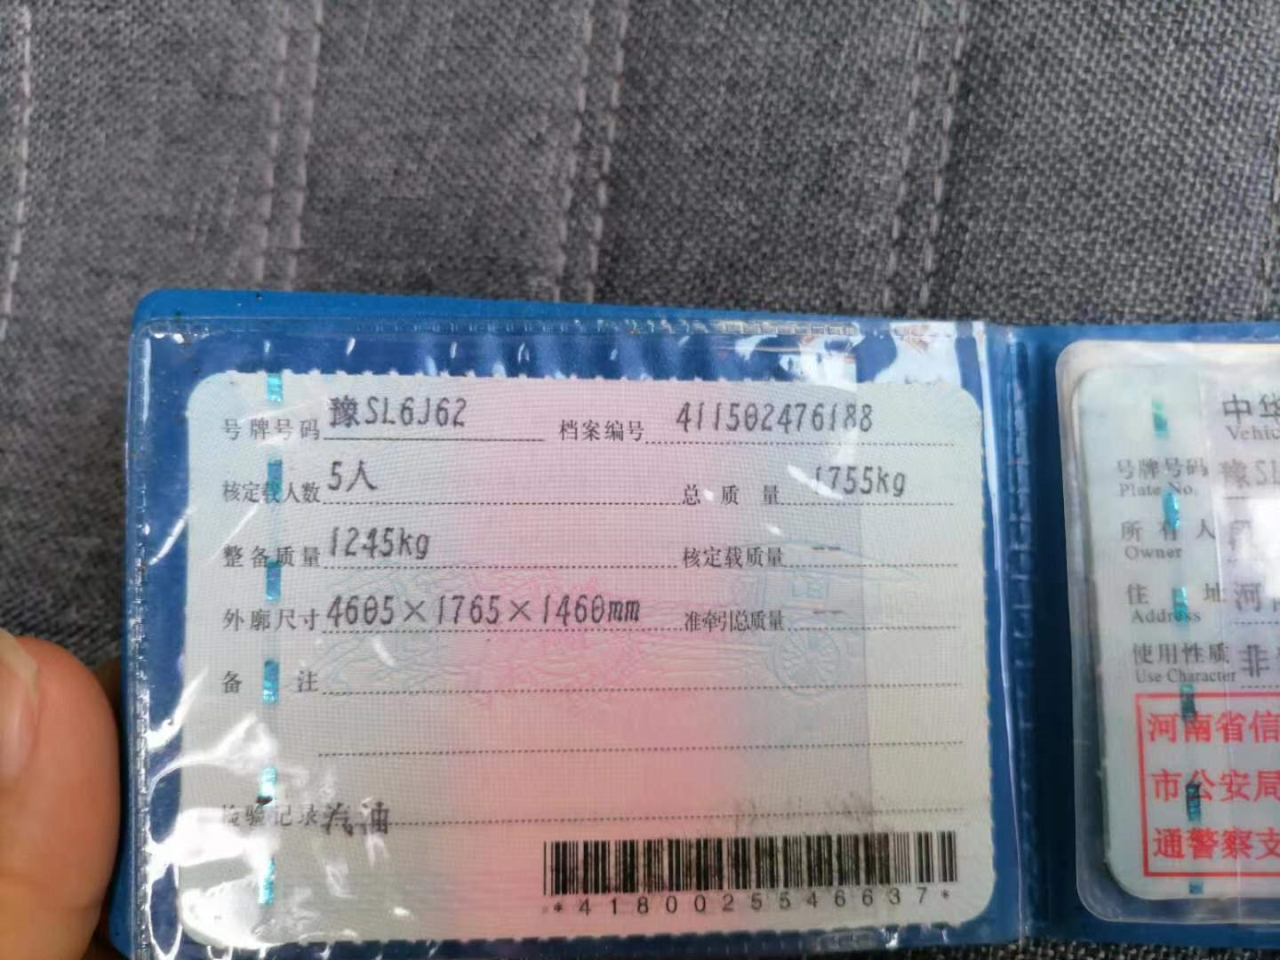 号牌号码 豫SL6J62 档案编号 411502476188
核定载人数 5人 总质量 1755kg
整备质量 1245kg 核定载质量 --
外廓尺寸 4605×1765×1460mm 准牵引总质量 --
备注
检验记录 汽油
*4180025546637*
中华
Vehic
号牌号码 豫SL
Plate No.
所有人
Owner
住址 河
Address
使用性质 非
Use Character
河南省信
市公安局
通警察支